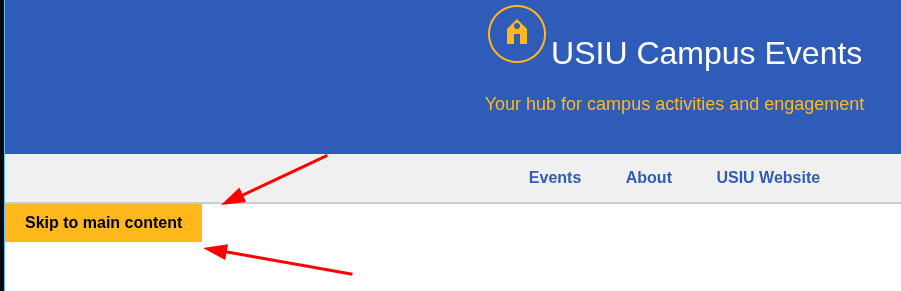 USIU Campus Events
Your hub for campus activities and engagement
Events About USIU Website
Skip to main content